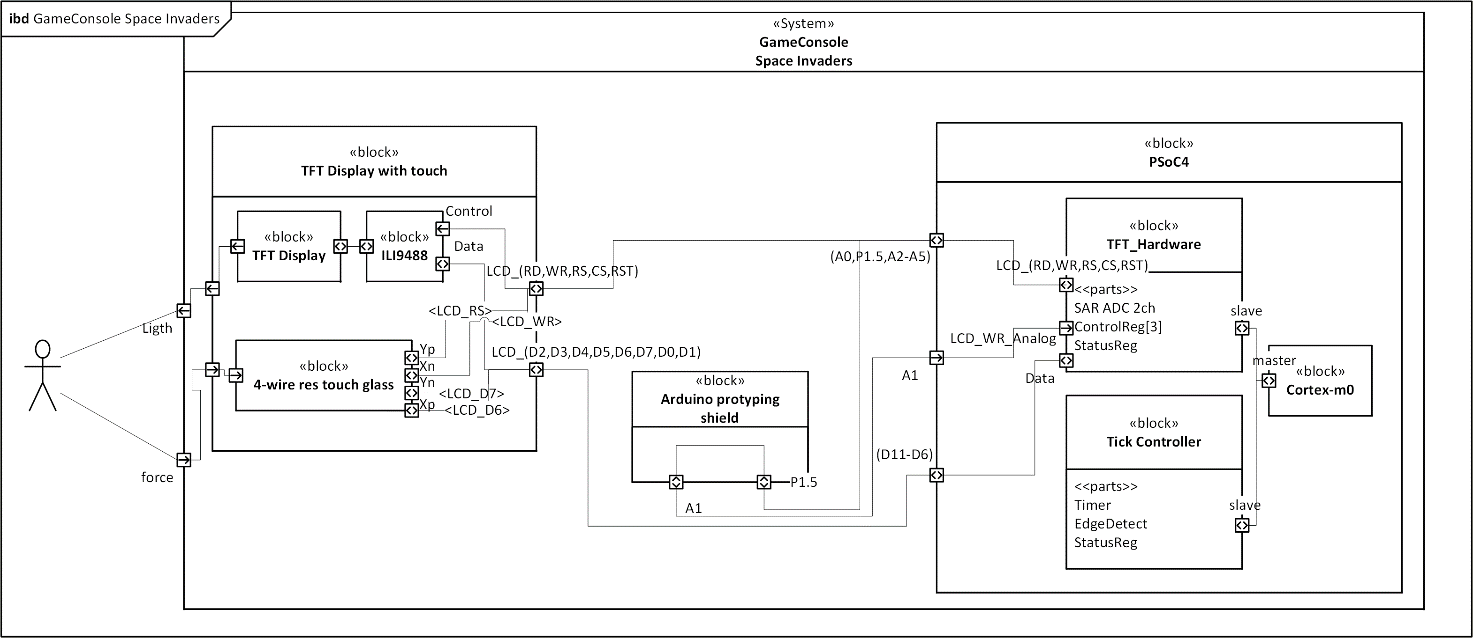 ibd GameConsole Space Invaders
«System»
GameConsole
Space Invaders
«block»
TFT Display with touch
«block»
TFT Display
«block»
ILI9488
Control
Data
LCD_(RD,WR,RS,CS,RST)
<LCD_RS>
<LCD_WR>
LCD_(D2,D3,D4,D5,D6,D7,D0,D1)
«block»
4-wire res touch glass
Yp
Xn
Yn
Xp
<LCD_D7>
<LCD_D6>
Ligth
force
«block»
Arduino protyping
shield
A1
P1.5
(A0,P1.5,A2-A5)
A1
(D11-D6)
«block»
PSoC4
«block»
TFT_Hardware
LCD_(RD,WR,RS,CS,RST)
<<parts>>
SAR ADC 2ch
ControlReg[3]
StatusReg
LCD_WR_Analog
Data
slave
master
«block»
Cortex-m0
«block»
Tick Controller
<<parts>>
Timer
EdgeDetect
StatusReg
slave